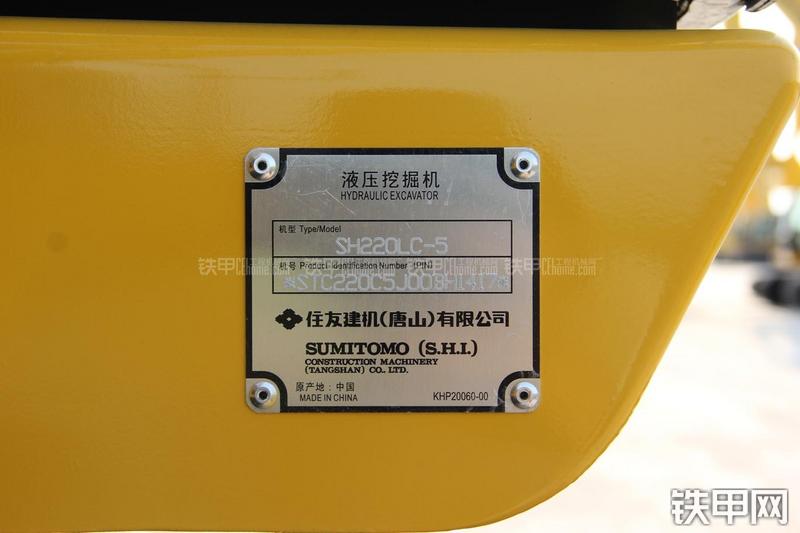 液压挖掘机
HYDRAULIC EXCAVATOR
机型 Type/Model
SH220LC-5
机号 Product Identification Number (PIN)
住友建机(唐山)有限公司
SUMITOMO (S.H.I.)
CONSTRUCTION MACHINERY
(TANGSHAN) CO., LTD.
原产地：中国
MADE IN CHINA KHP20060-00
铁甲网